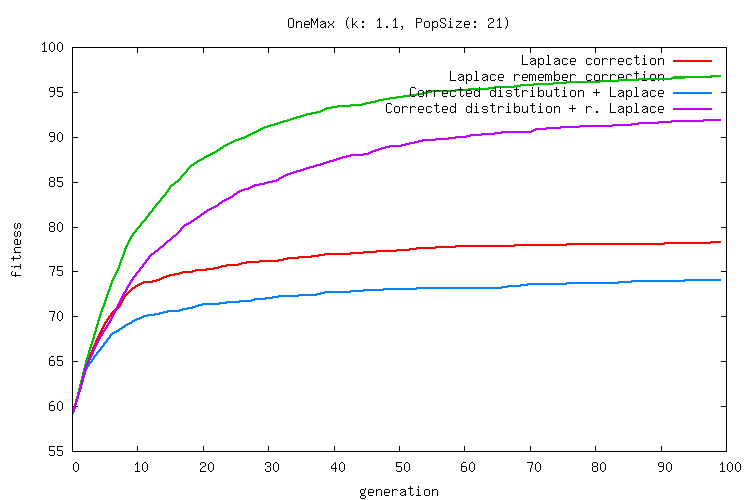 OneMax (k: 1.1, PopSize: 21)
100
95
90
85
80
75
70
65
60
55
fitness
Laplace correction
Laplace remember correction
Corrected distribution + Laplace
Corrected distribution + r. Laplace
0 10 20 30 40 50 60 70 80 90 100
generation